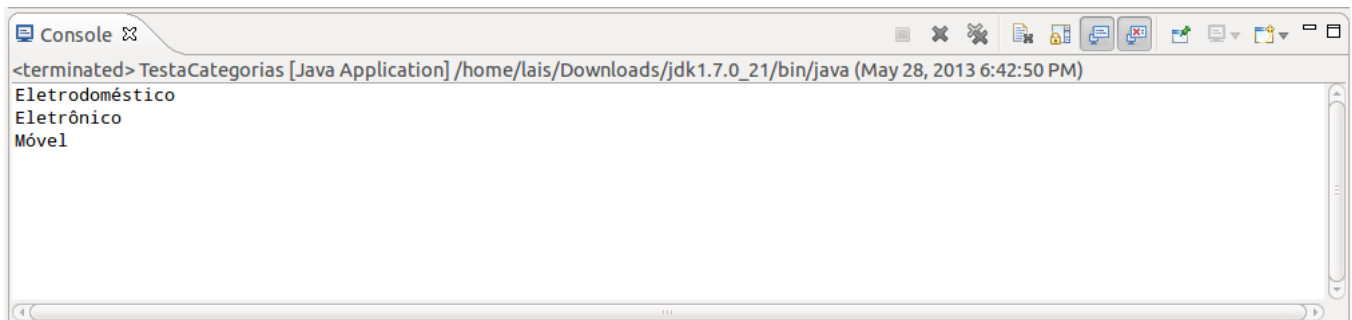 Console
<terminated> TestaCategorias [Java Application] /home/lais/Downloads/jdk1.7.0_21/bin/java (May 28, 2013 6:42:50 PM)
Eletrodoméstico
Eletrônico
Móvel